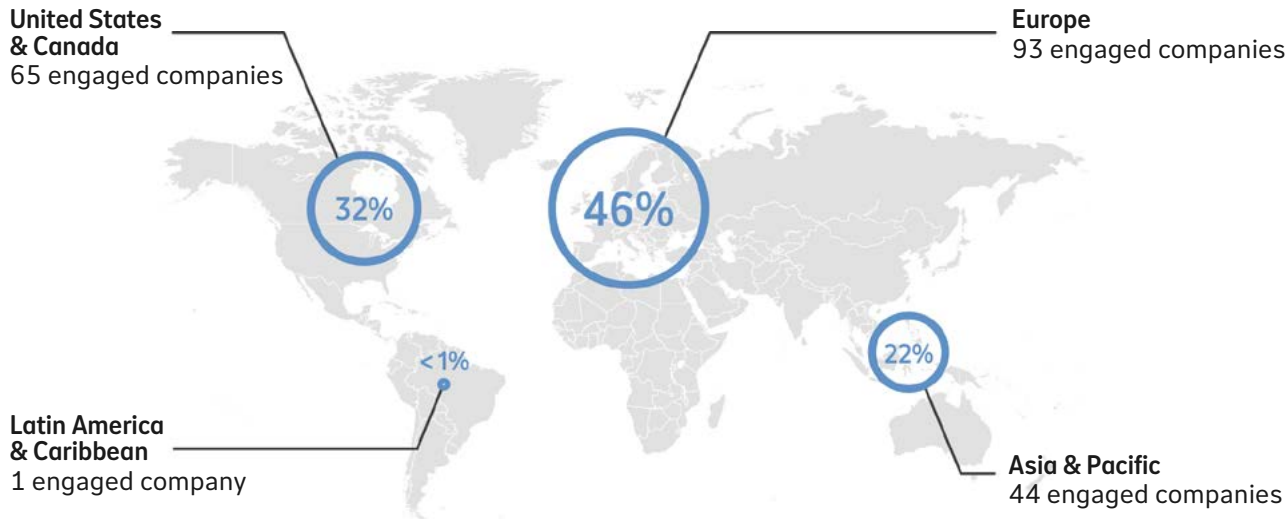 United States
& Canada
65 engaged companies
Europe
93 engaged companies
32%
46%
22%
<1%
Latin America
& Caribbean
1 engaged company
Asia & Pacific
44 engaged companies